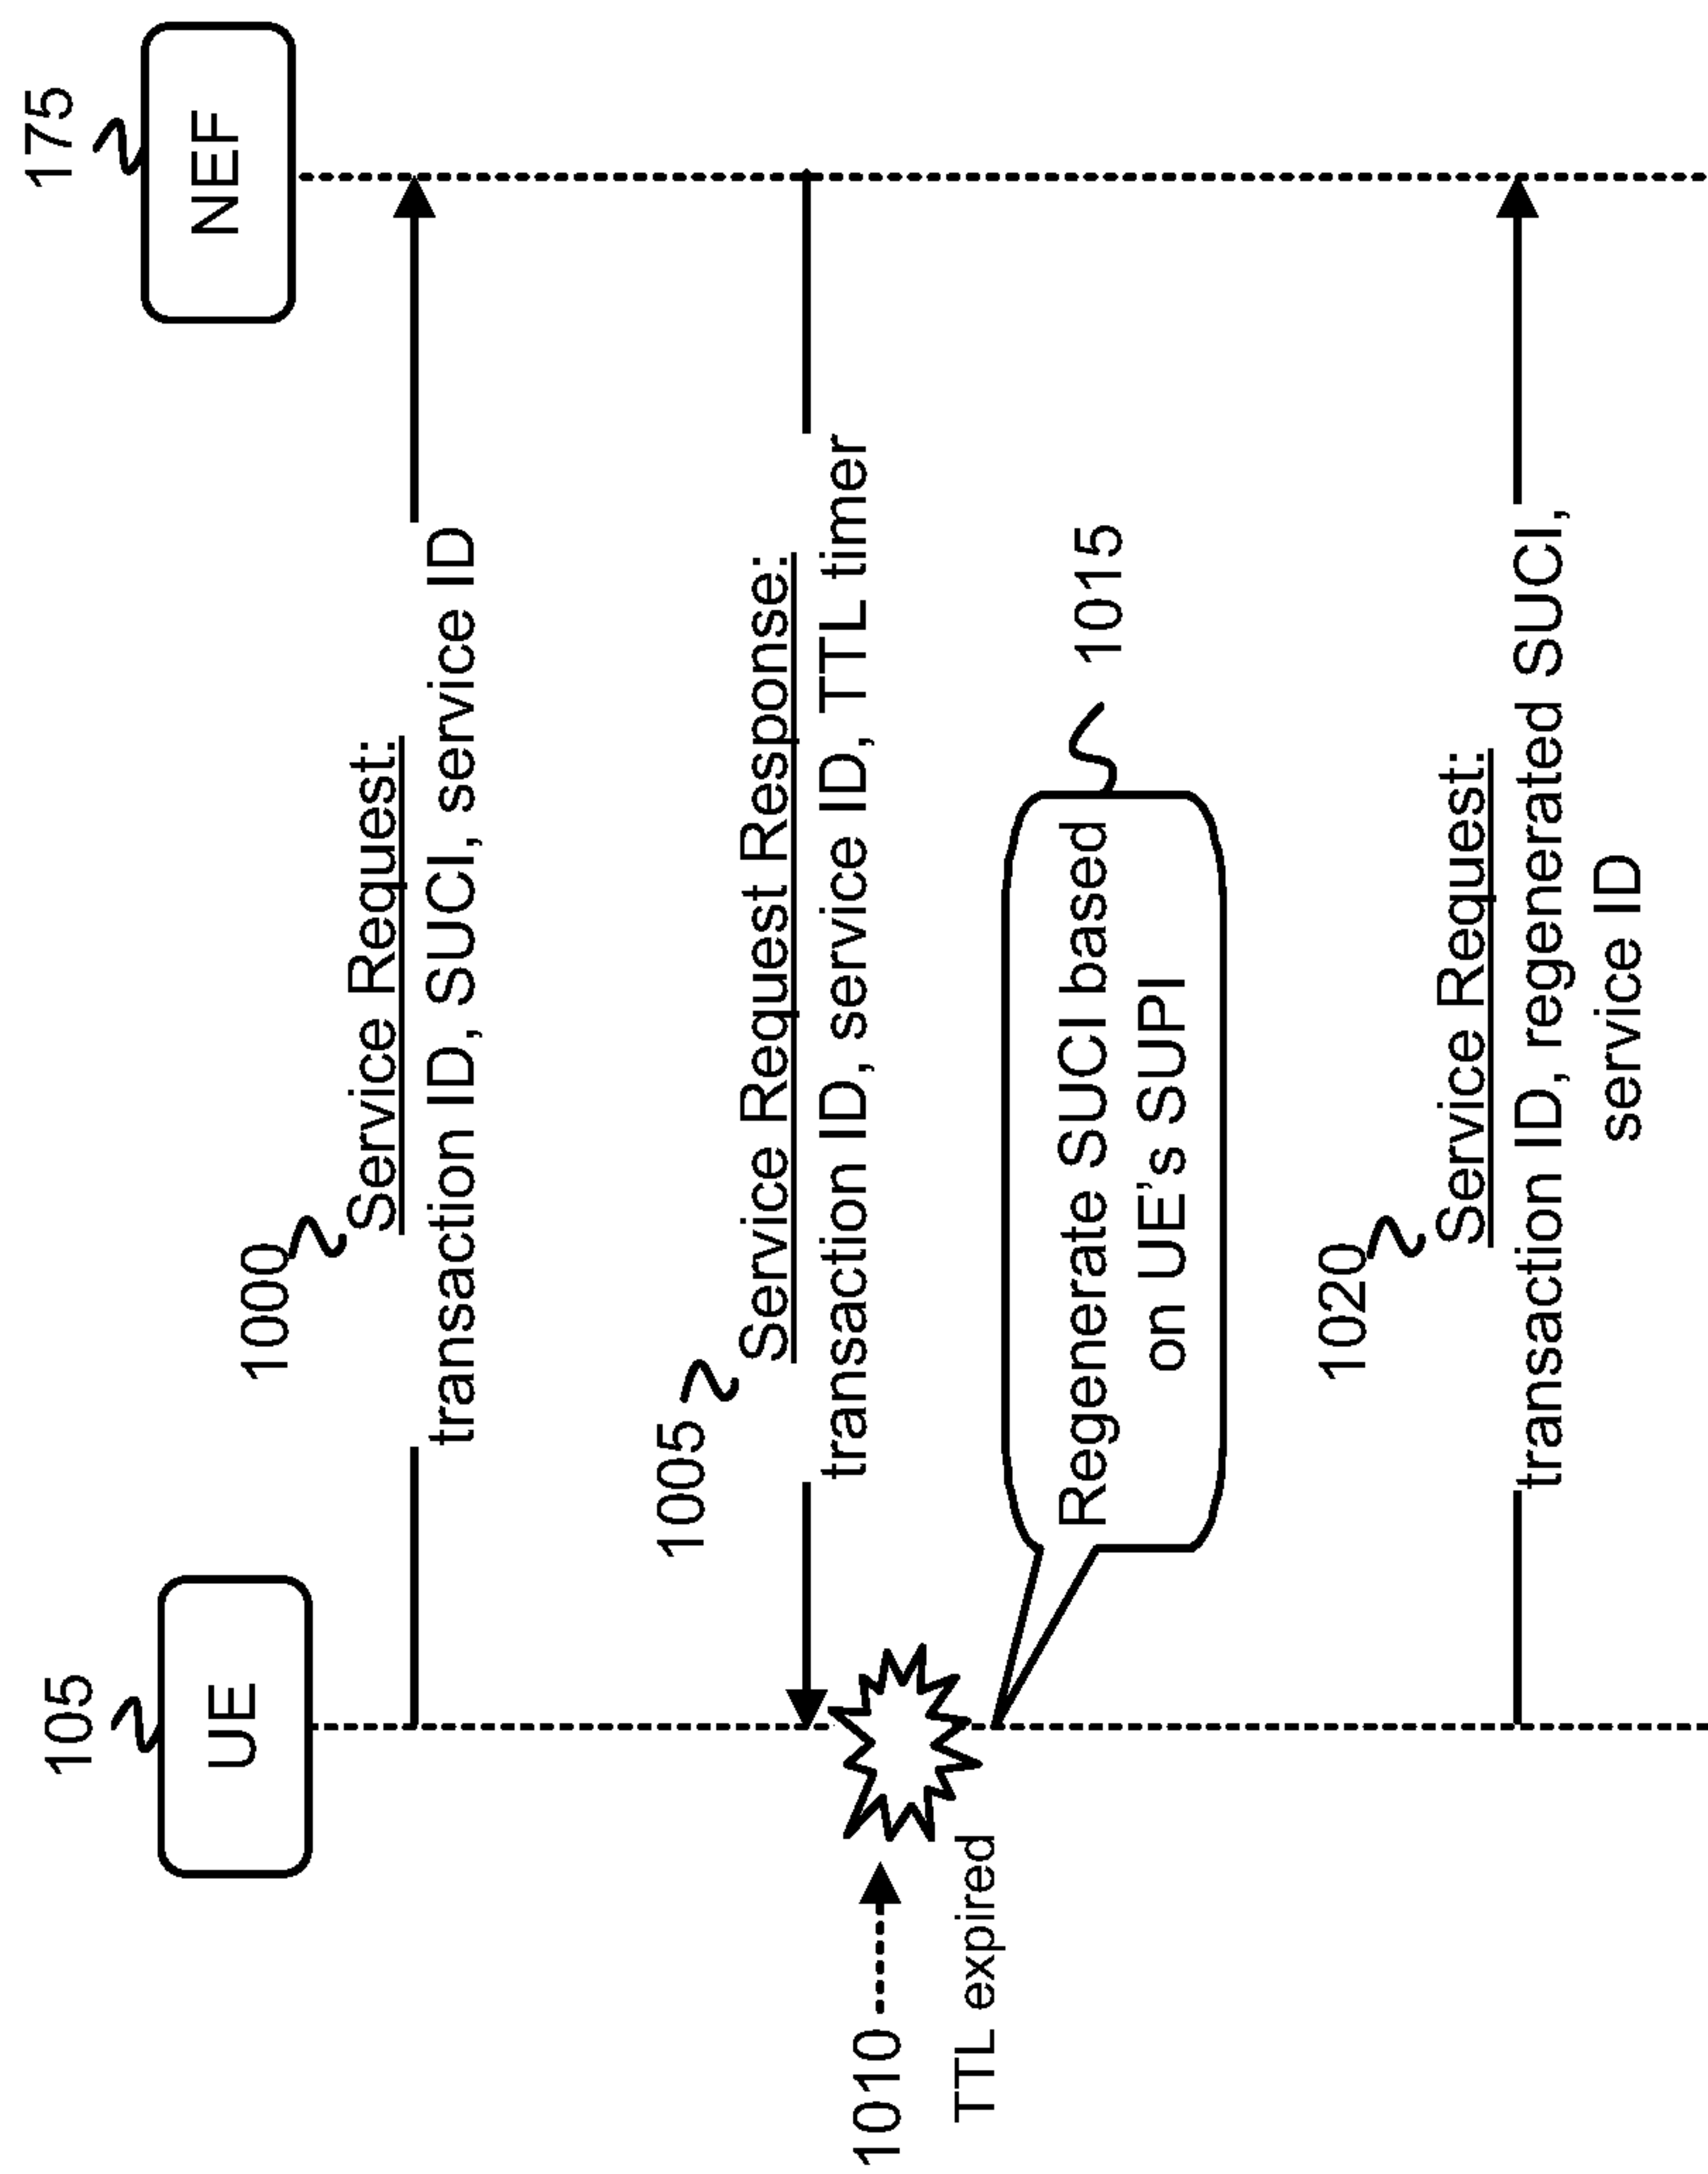 105
175
UE
NEF
1000
Service Request:
transaction ID, SUCI, service ID
1005
Service Request Response:
transaction ID, service ID, TTL timer
1010
TTL expired
Regenerate SUCI based
on UE’s SUPI
1015
1020
Service Request:
transaction ID, regenerated SUCI,
service ID